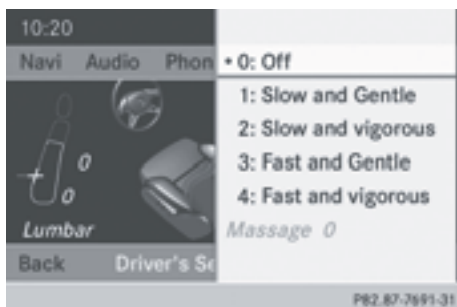 10:20
Navi Audio Phon
• 0: Off
1: Slow and Gentle
2: Slow and vigorous
3: Fast and Gentle
4: Fast and vigorous
0
0
Lumbar
Massage 0
Back Driver's Se
P82.87-7691-31